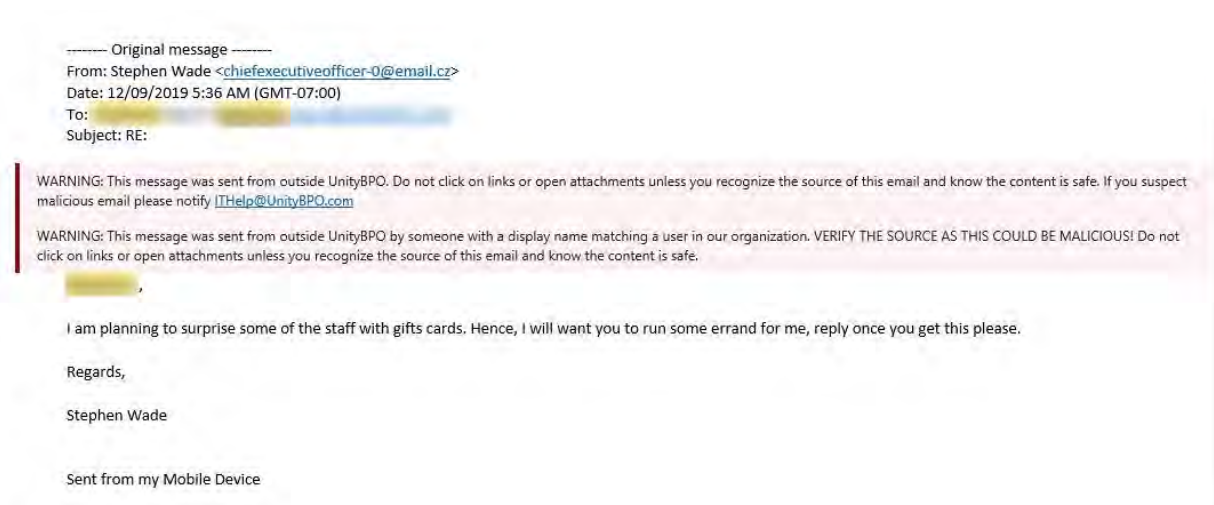 -------- Original message --------
From: Stephen Wade <chiefexecutiveofficer-0@email.cz>
Date: 12/09/2019 5:36 AM (GMT-07:00)
To:
Subject: RE:
WARNING: This message was sent from outside UnityBPO. Do not click on links or open attachments unless you recognize the source of this email and know the content is safe. If you suspect
malicious email please notify ITHelp@UnityBPO.com
WARNING: This message was sent from outside UnityBPO by someone with a display name matching a user in our organization. VERIFY THE SOURCE AS THIS COULD BE MALICIOUS! Do not
click on links or open attachments unless you recognize the source of this email and know the content is safe.
,
I am planning to surprise some of the staff with gifts cards. Hence, I will want you to run some errand for me, reply once you get this please.
Regards,
Stephen Wade
Sent from my Mobile Device